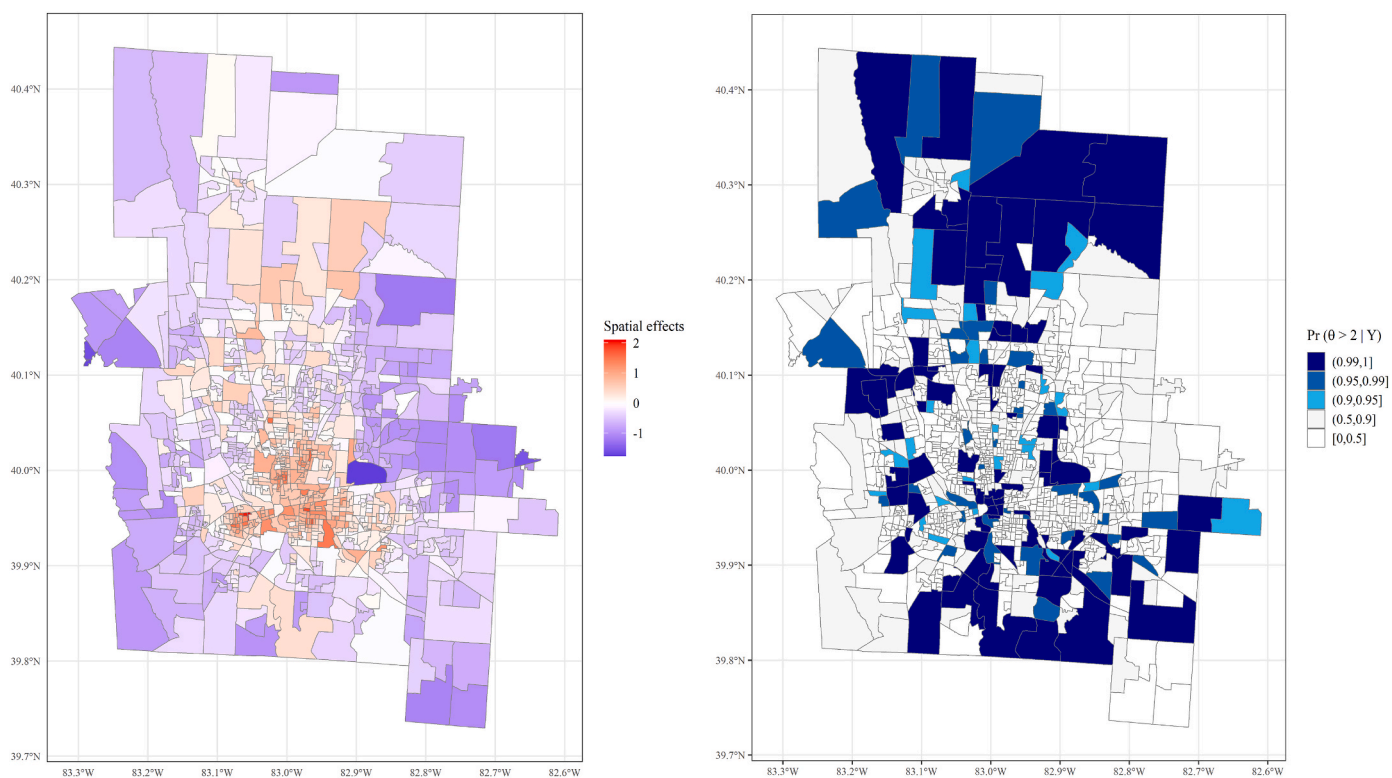 40.4°N
40.3°N
40.2°N
40.1°N
40.0°N
39.9°N
39.8°N
39.7°N
83.3°W 83.2°W 83.1°W 83.0°W 82.9°W 82.8°W 82.7°W 82.6°W
Spatial effects
2
1
0
-1
40.4°N
40.3°N
40.2°N
40.1°N
40.0°N
39.9°N
39.8°N
39.7°N
83.3°W 83.2°W 83.1°W 83.0°W 82.9°W 82.8°W 82.7°W 82.6°W
Pr (θ > 2 | Y)
(0.99,1]
(0.95,0.99]
(0.9,0.95]
(0.5,0.9]
[0,0.5]